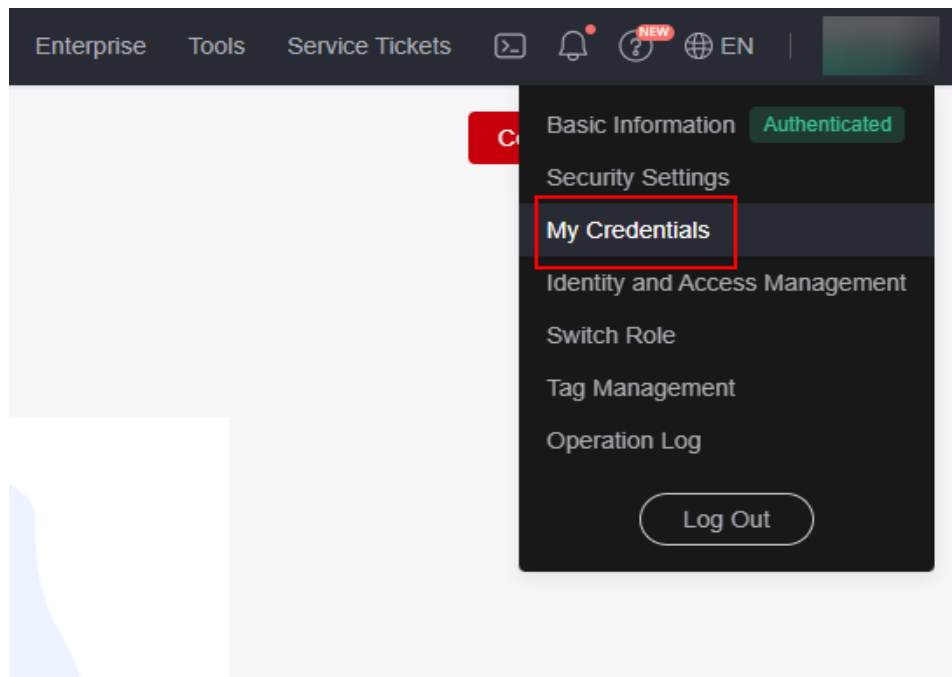 Enterprise Tools Service Tickets NEW EN
Basic Information Authenticated
Security Settings
My Credentials
Identity and Access Management
Switch Role
Tag Management
Operation Log
Log Out